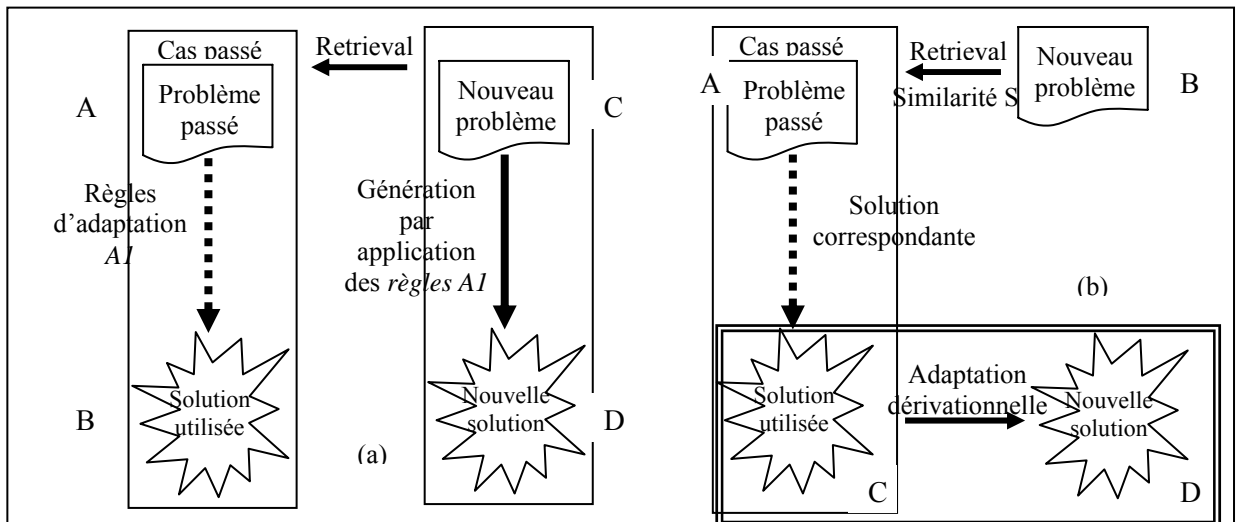 Cas passé
Retrieval
A
Problème
passé
Nouveau
problème
C
Règles
d’adaptation
A1
Génération
par
application
des règles A1
B
Solution
utilisée
Nouvelle
solution
D
(a)
Cas passé
Retrieval
Similarité S
A
Problème
passé
Nouveau
problème
B
Solution
correspondante
(b)
Solution
utilisée
Adaptation
dérivationnelle
Nouvelle
solution
C
D